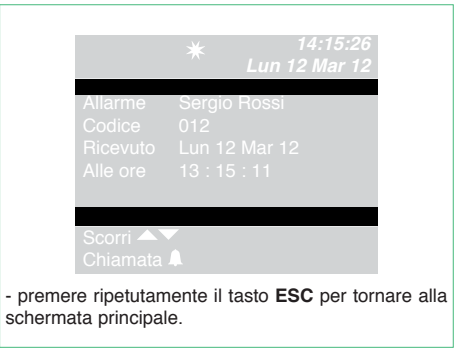 14:15:26
Lun 12 Mar 12
Allarme Sergio Rossi
Codice 012
Ricevuto Lun 12 Mar 12
Alle ore 13 : 15 : 11
Scorri
Chiamata
- premere ripetutamente il tasto ESC per tornare alla
schermata principale.